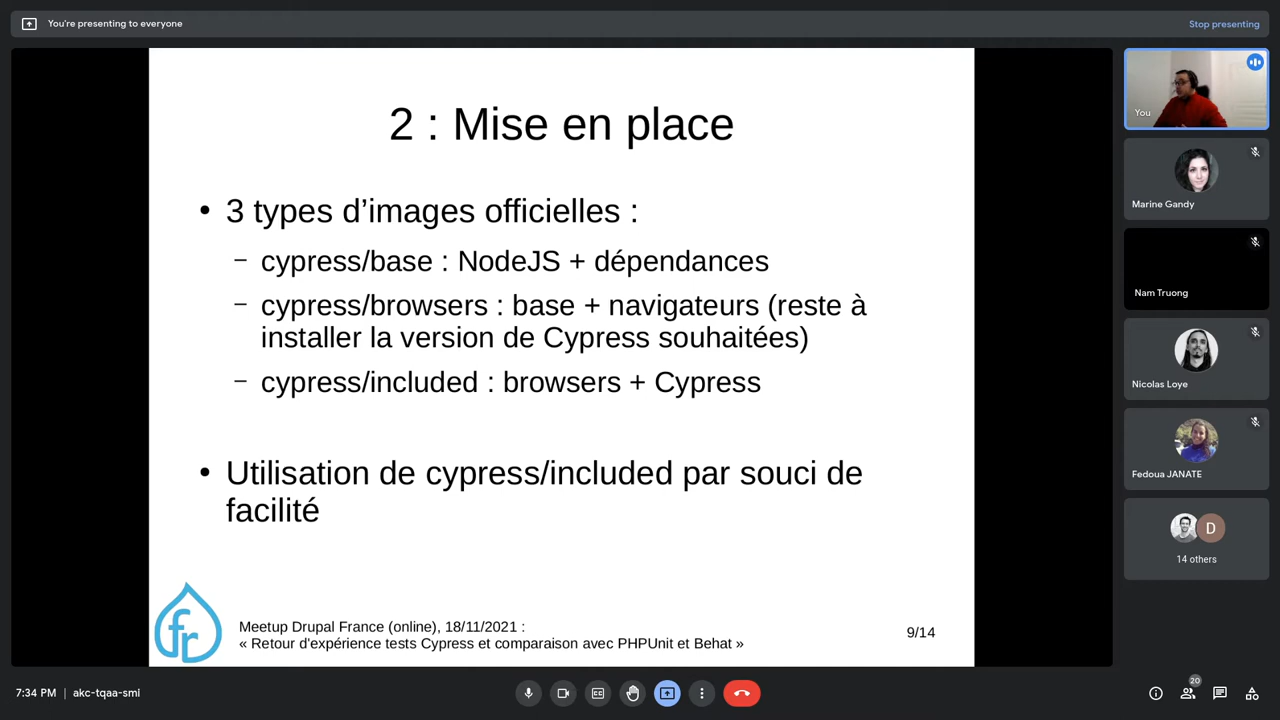 You're presenting to everyone
Stop presenting
2 : Mise en place
• 3 types d’images officielles :
– cypress/base : NodeJS + dépendances
– cypress/browsers : base + navigateurs (reste à
installer la version de Cypress souhaitées)
– cypress/included : browsers + Cypress
• Utilisation de cypress/included par souci de
facilité
fr
Meetup Drupal France (online), 18/11/2021 :
« Retour d'expérience tests Cypress et comparaison avec PHPUnit et Behat »
9/14
You
Marine Gandy
Nam Truong
Nicolas Loye
Fedoua JANATE
D
14 others
7:34 PM | akc-tqaa-smi
20